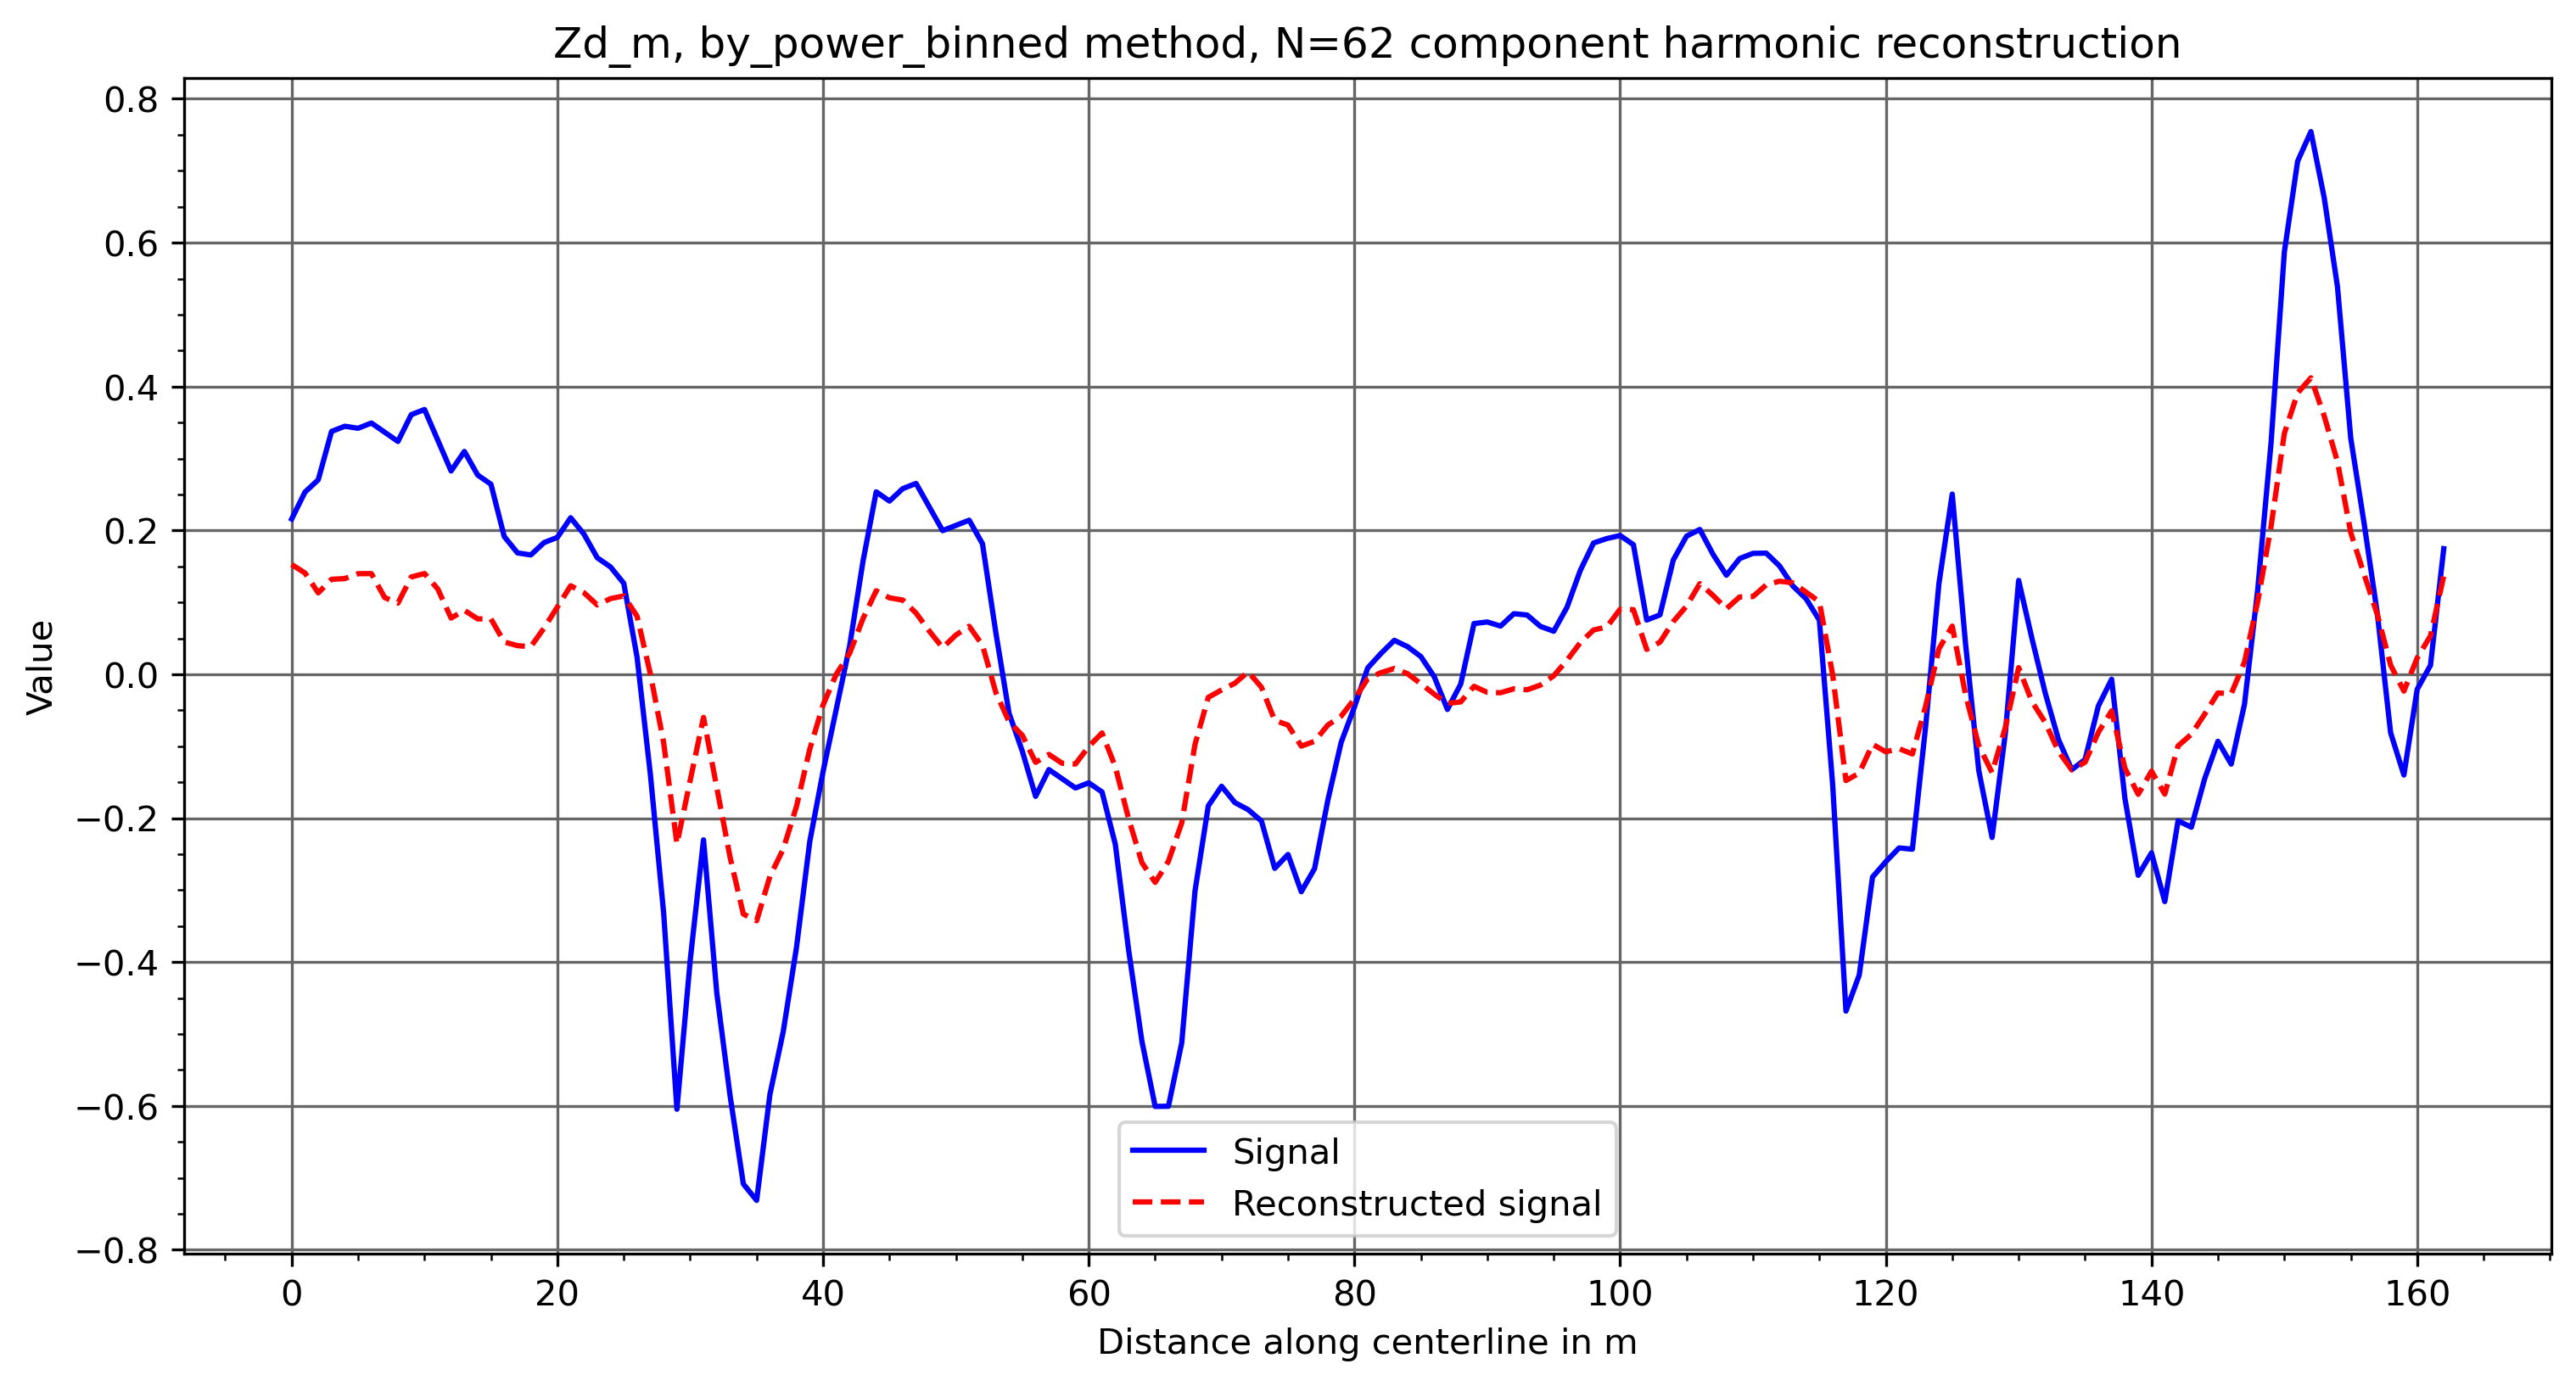 Zd_m, by_power_binned method, N=62 component harmonic reconstruction
0.8
0.6
0.4
0.2
0.0
−0.2
−0.4
−0.6
−0.8
Value
Signal
Reconstructed signal
0 20 40 60 80 100 120 140 160
Distance along centerline in m